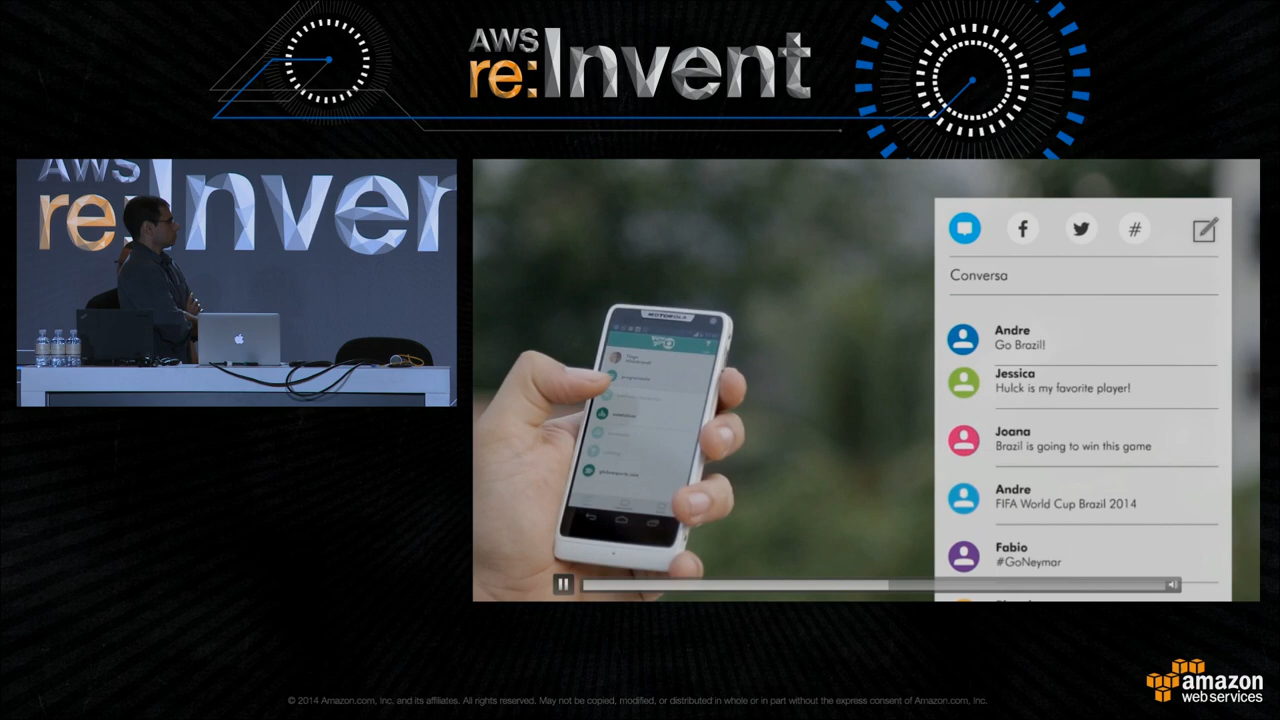 AWS
re:Invent
AWS
re:Inven
MOTOROLA
#
Conversa
Andre
Go Brazil!
Jessica
Hulck is my favorite player!
Joana
Brazil is going to win this game
Andre
FIFA World Cup Brazil 2014
Fabio
#GoNeymar
© 2014 Amazon.com, Inc. and its affiliates. All rights reserved. May not be copied, modified, or distributed in whole or in part without the express consent of Amazon.com, Inc.
amazon
web services